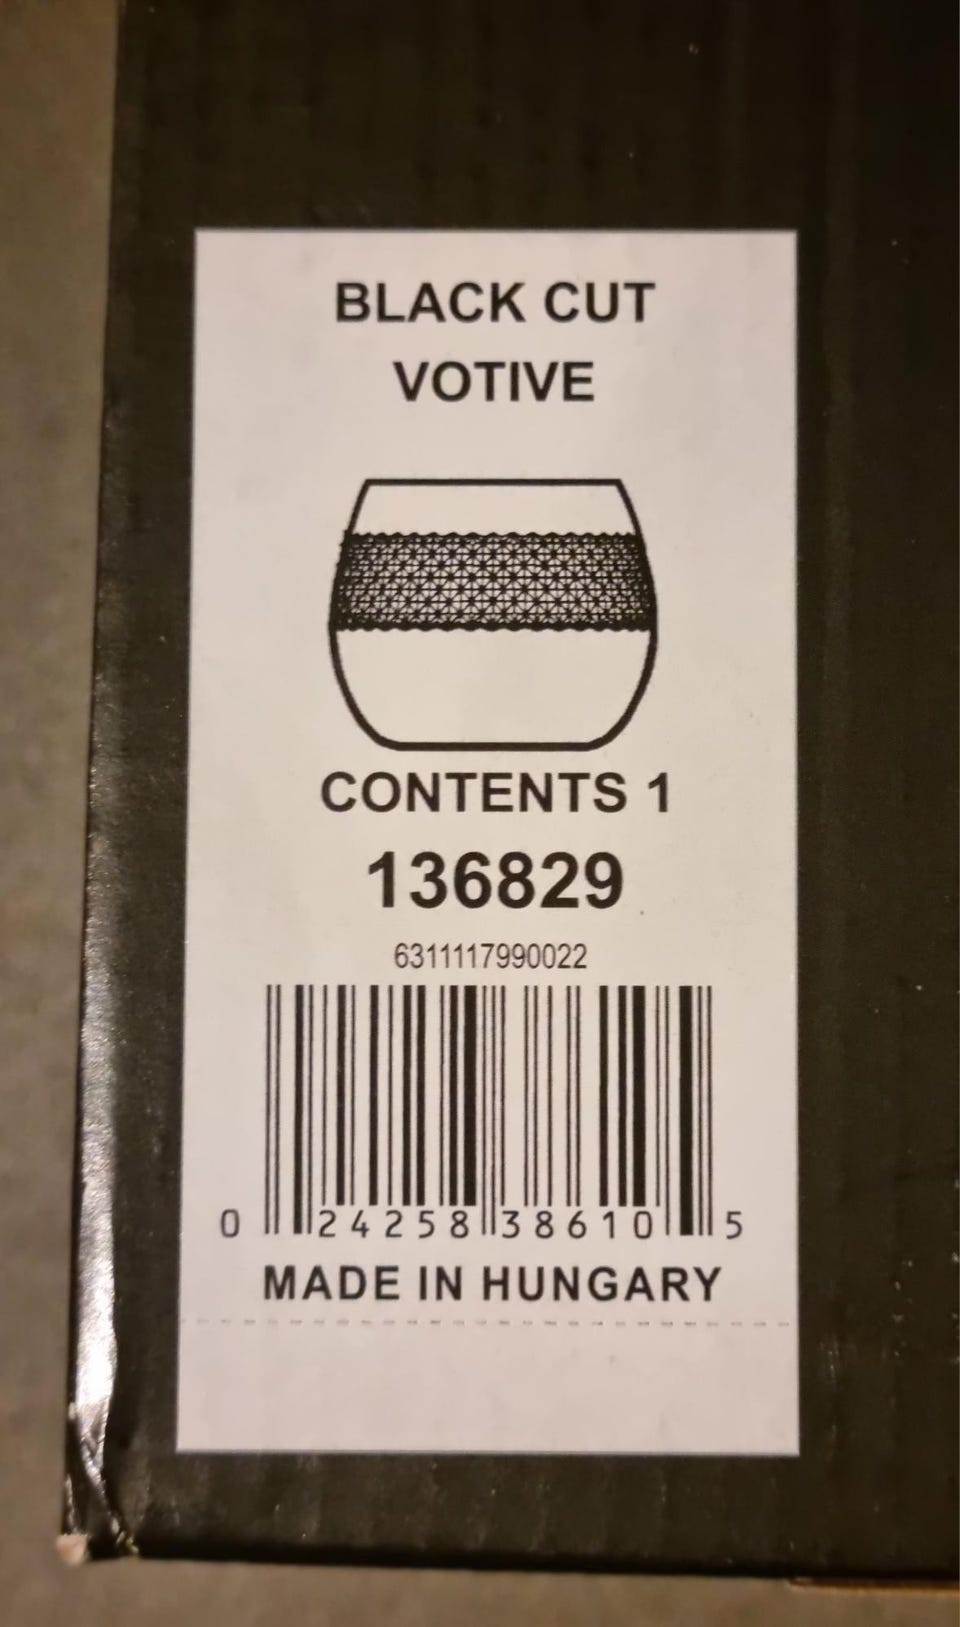 BLACK CUT
VOTIVE
CONTENTS 1
136829
6311117990022
0 24258 38610 5
MADE IN HUNGARY